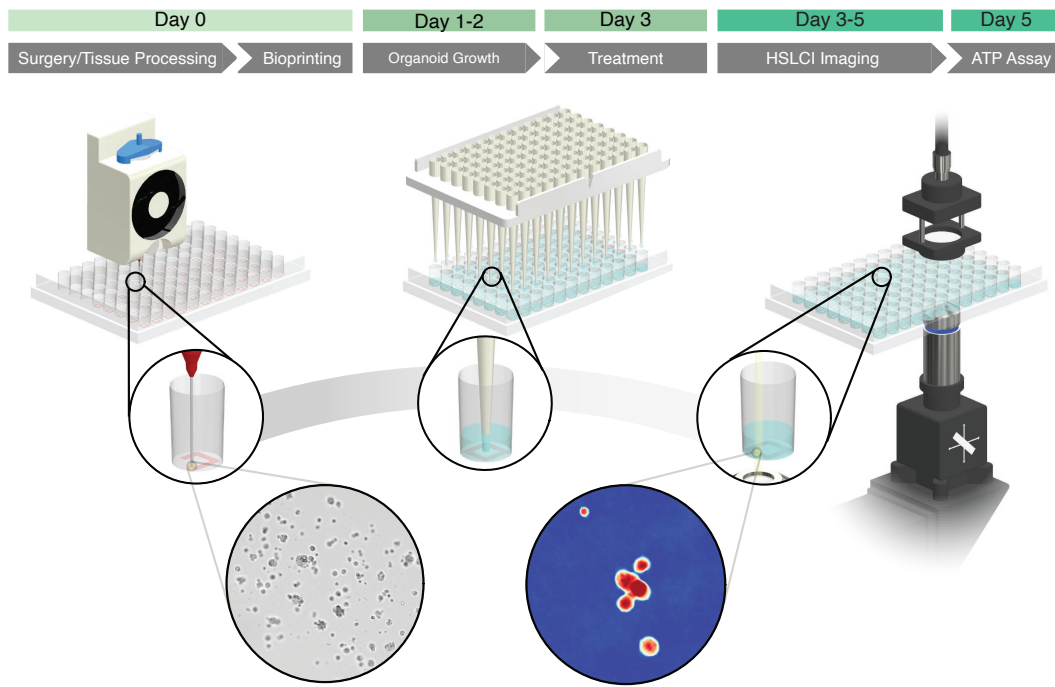 Day 0
Day 1-2
Day 3
Day 3-5
Day 5
Surgery/Tissue Processing
Bioprinting
Organoid Growth
Treatment
HSLCI Imaging
ATP Assay